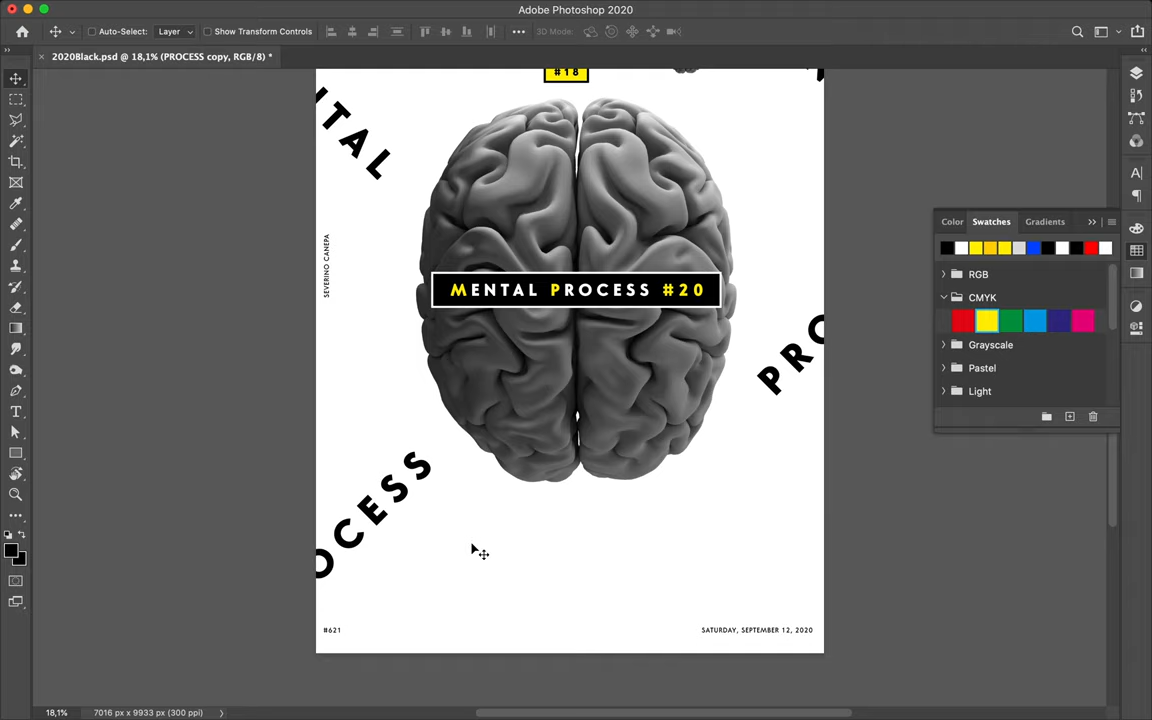 Adobe Photoshop 2020
Auto-Select: Layer Show Transform Controls 3D Mode:
2020Black.psd @ 18,1% (PROCESS copy, RGB/8) *
#18
NTAL
SEVERINO CANEPA
MENTAL PROCESS #20
PRO
OCESS
#621
SATURDAY, SEPTEMBER 12, 2020
Color Swatches Gradients
RGB
CMYK
Grayscale
Pastel
Light
18,1% 7016 px x 9933 px (300 ppi)